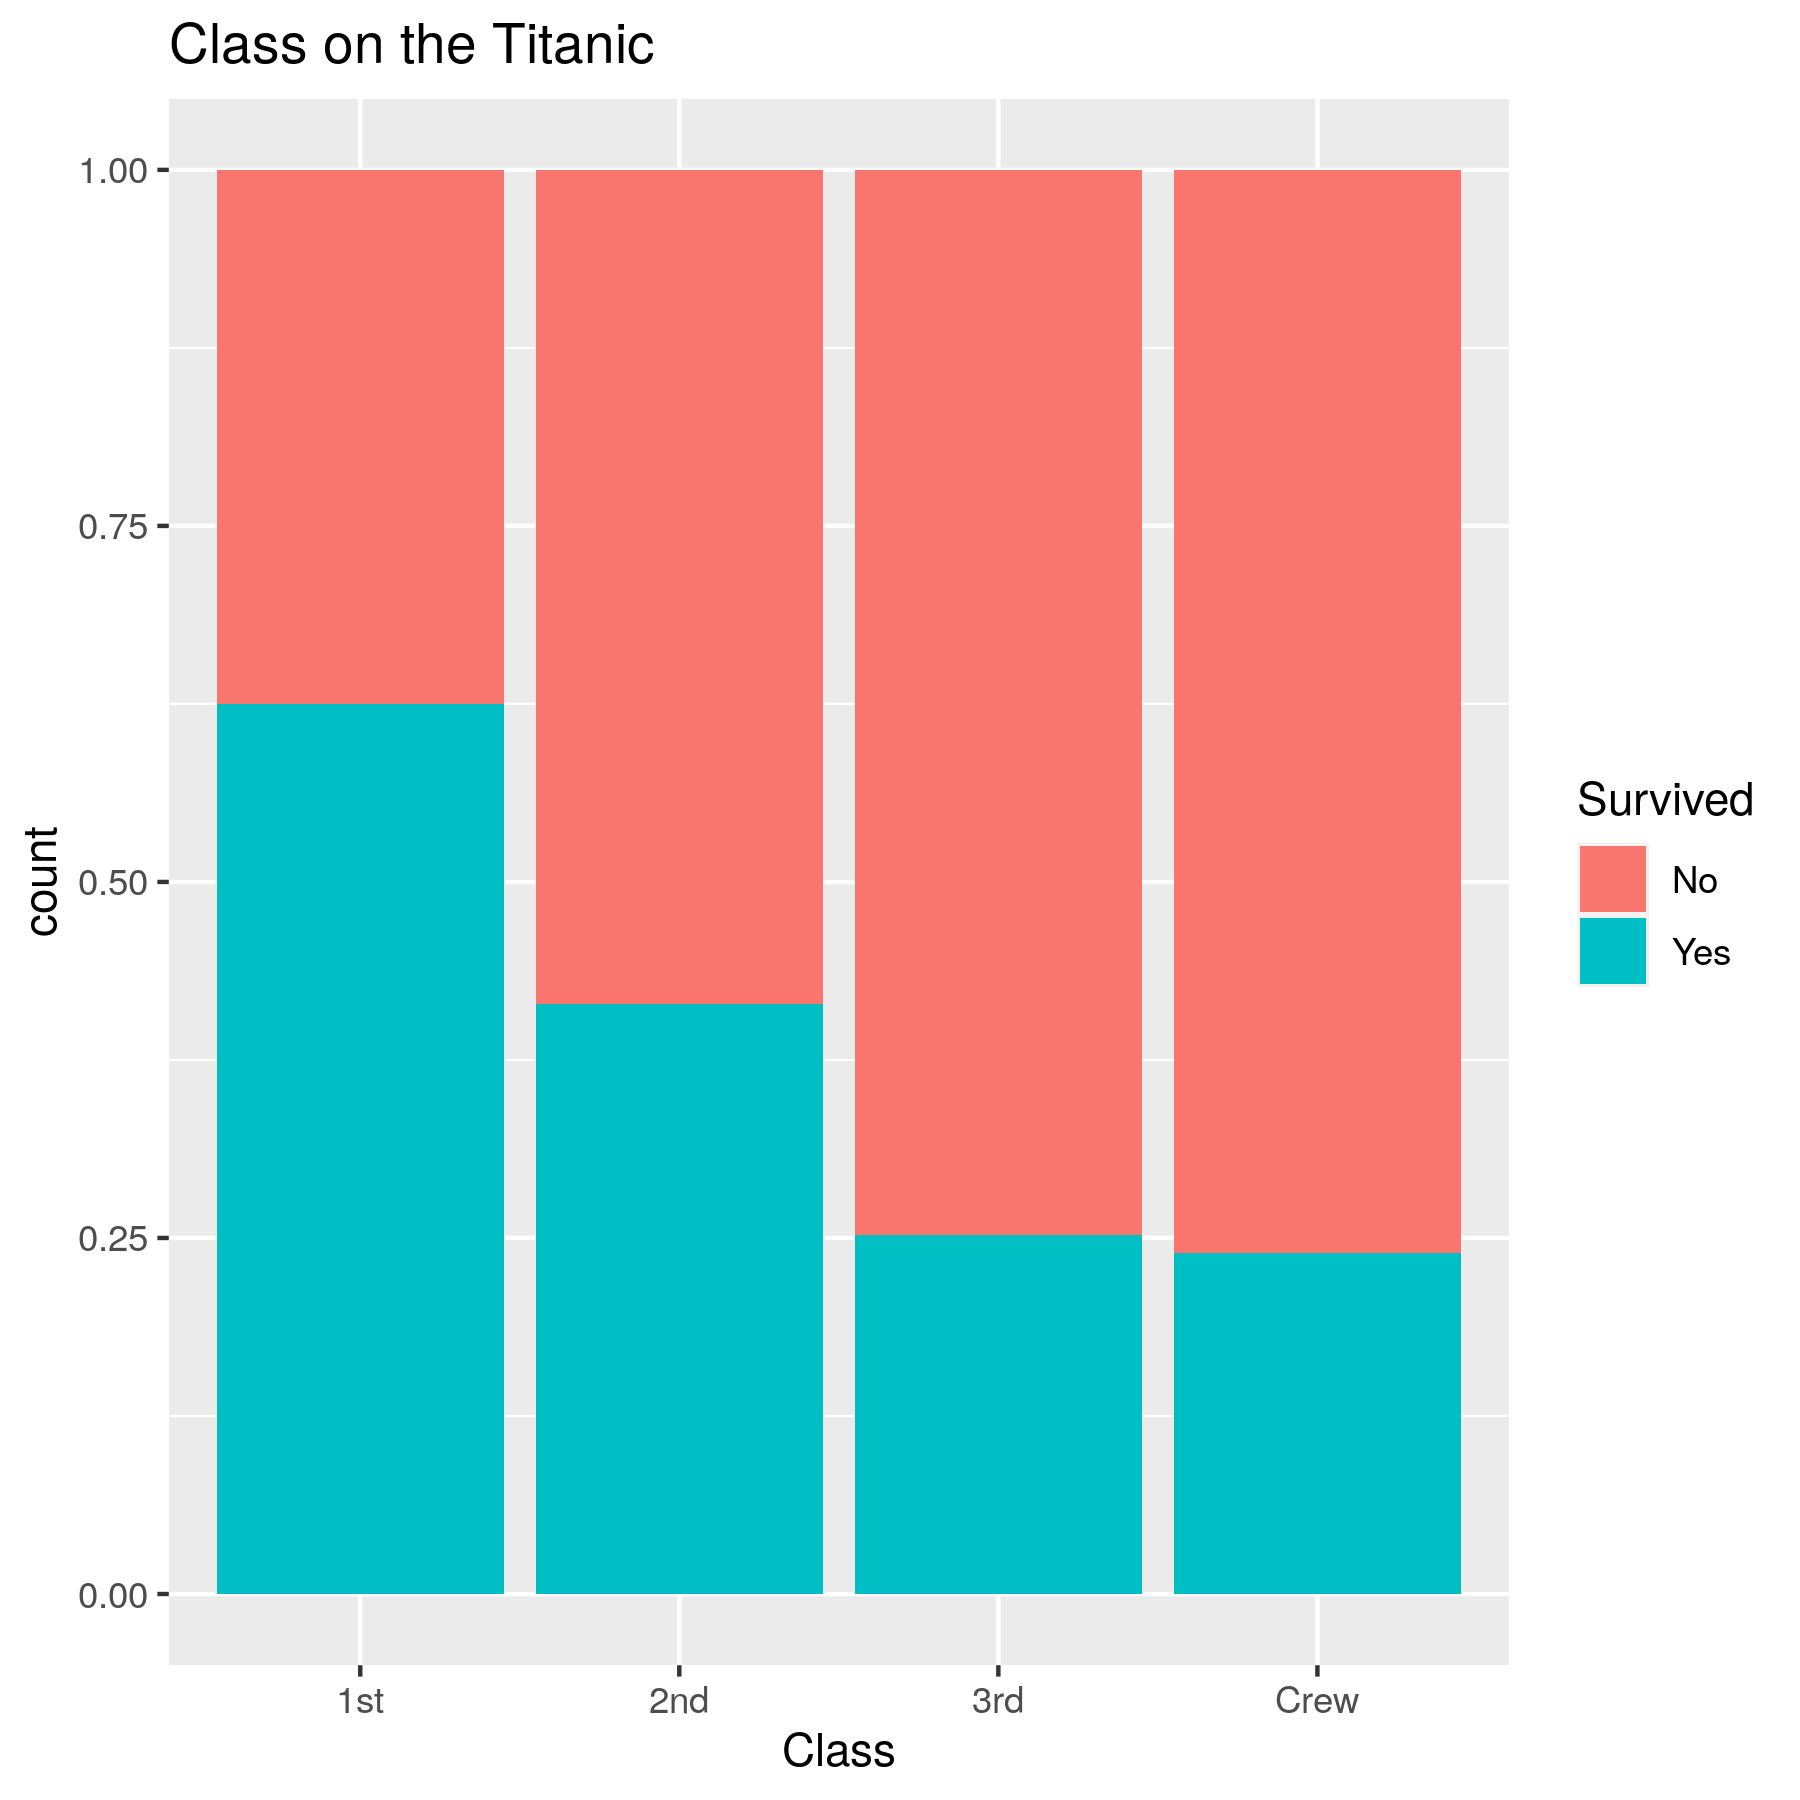 Class on the Titanic
1.00
0.75
0.50
0.25
0.00
count
1st 2nd 3rd Crew
Class
Survived
No
Yes